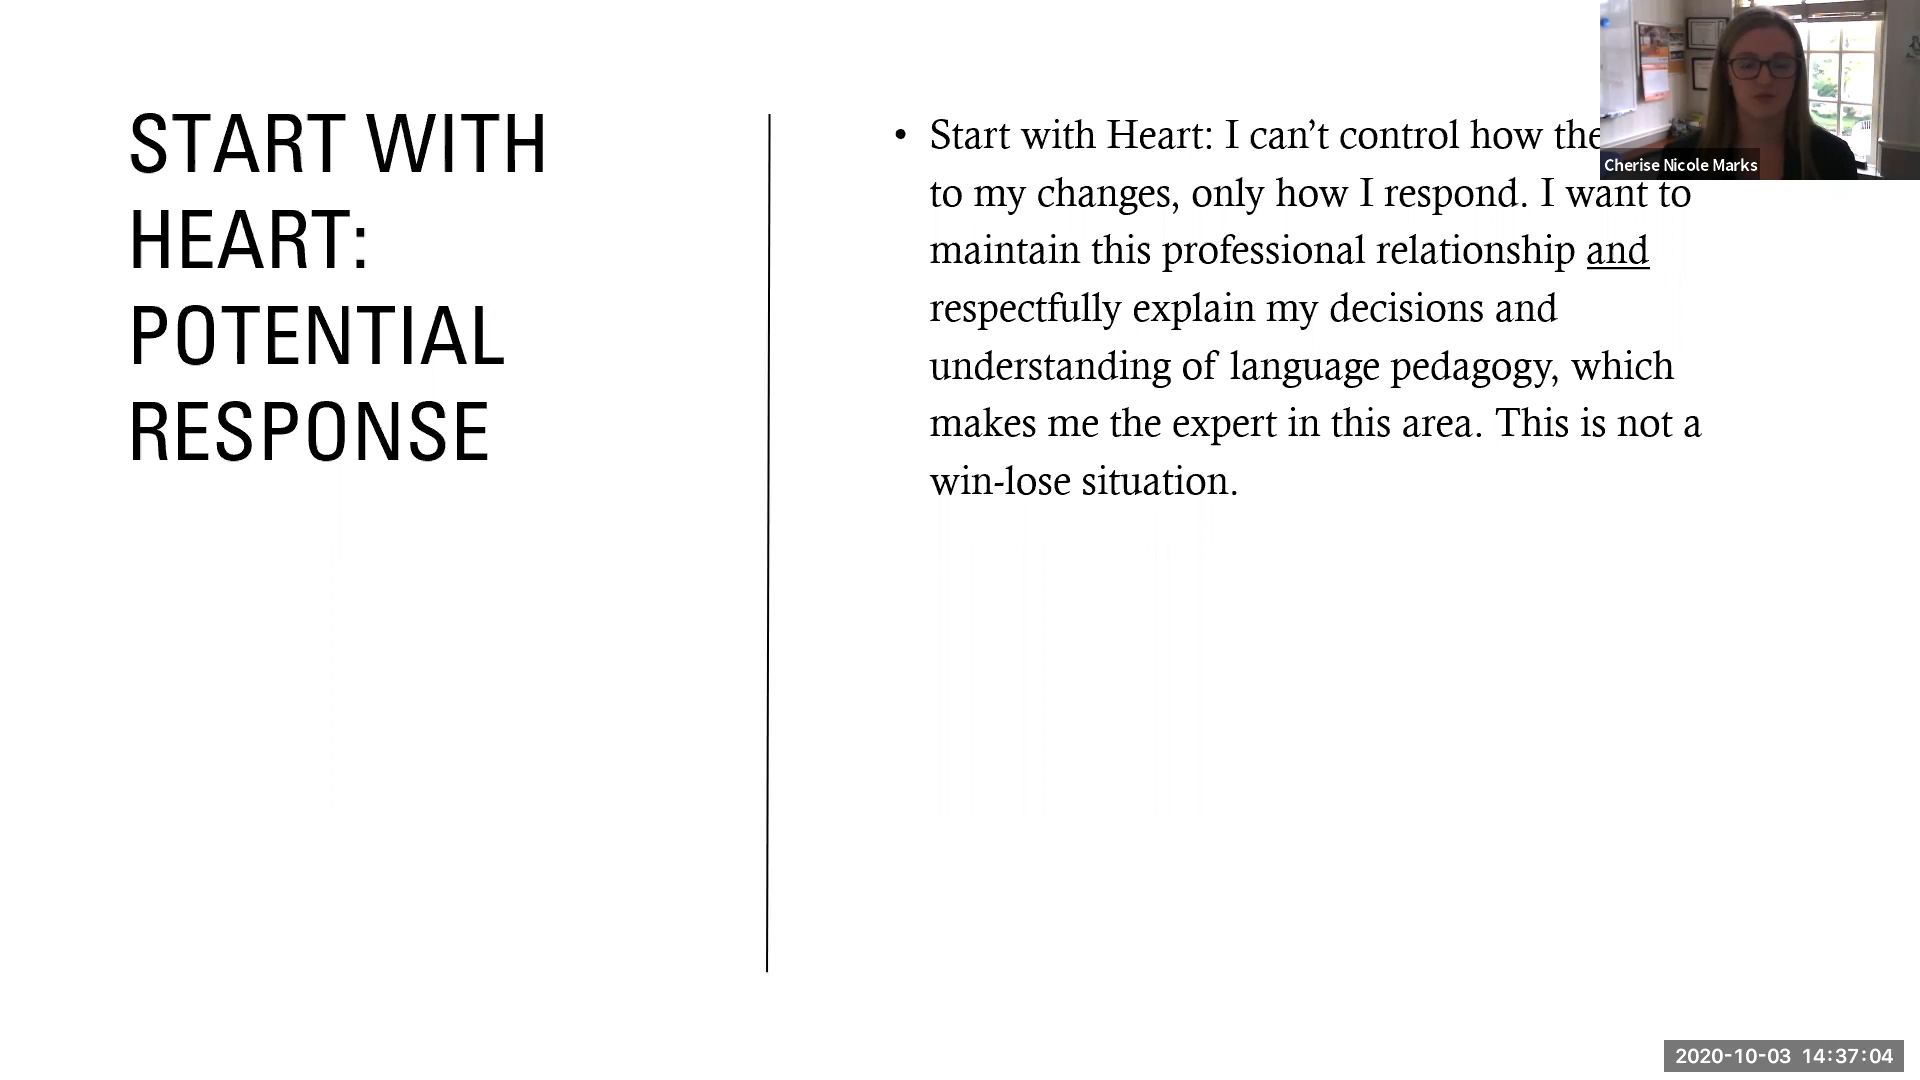 START WITH
HEART:
POTENTIAL
RESPONSE
• Start with Heart: I can’t control how
to my changes, only how I respond. I want to
maintain this professional relationship and
respectfully explain my decisions and
understanding of language pedagogy, which
makes me the expert in this area. This is not a
win-lose situation.
Cherise Nicole Marks
2020-10-03 14:37:04